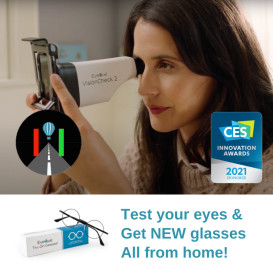 EyeQue
VisionCheck 2
CES
INNOVATION
AWARDS
2021
HONOREE
EyeQue
Test your eyes &
Get NEW glasses
All from home!